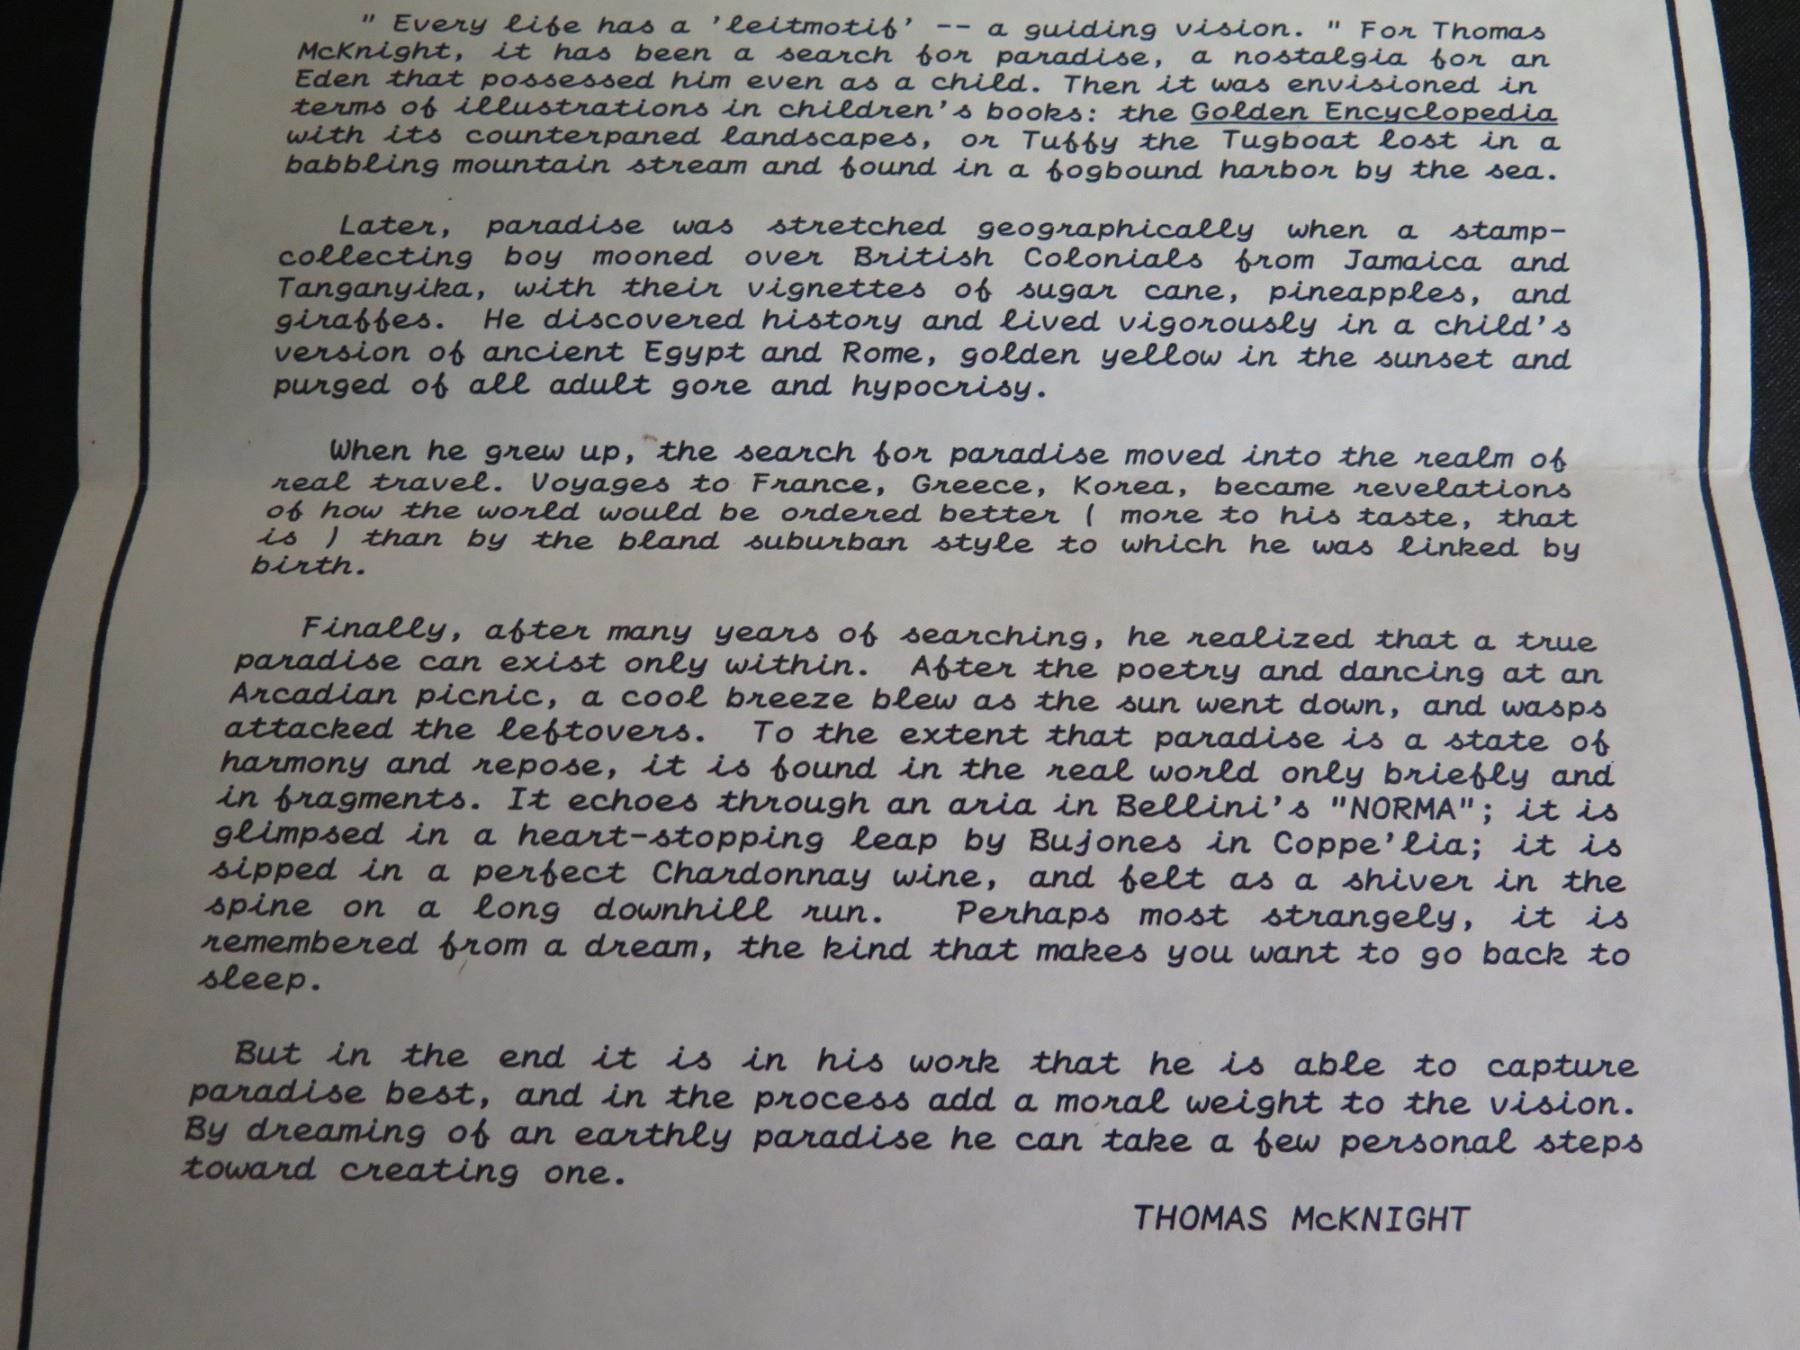 " Every life has a 'leitmotif' -- a guiding vision. " For Thomas
McKnight, it has been a search for paradise, a nostalgia for an
Eden that possessed him even as a child. Then it was envisioned in
terms of illustrations in children's books: the Golden Encyclopedia
with its counterpaned landscapes, or Tuffy the Tugboat lost in a
babbling mountain stream and found in a fogbound harbor by the sea.
Later, paradise was stretched geographically when a stamp-
collecting boy mooned over British Colonials from Jamaica and
Tanganyika, with their vignettes of sugar cane, pineapples, and
giraffes. He discovered history and lived vigorously in a child's
version of ancient Egypt and Rome, golden yellow in the sunset and
purged of all adult gore and hypocrisy.
When he grew up, the search for paradise moved into the realm of
real travel. Voyages to France, Greece, Korea, became revelations
of how the world would be ordered better ( more to his taste, that
is ) than by the bland suburban style to which he was linked by
birth.
Finally, after many years of searching, he realized that a true
paradise can exist only within. After the poetry and dancing at an
Arcadian picnic, a cool breeze blew as the sun went down, and wasps
attacked the leftovers. To the extent that paradise is a state of
harmony and repose, it is found in the real world only briefly and
in fragments. It echoes through an aria in Bellini's "NORMA"; it is
glimpsed in a heart-stopping leap by Bujones in Coppe'lia; it is
sipped in a perfect Chardonnay wine, and felt as a shiver in the
spine on a long downhill run. Perhaps most strangely, it is
remembered from a dream, the kind that makes you want to go back to
sleep.
But in the end it is in his work that he is able to capture
paradise best, and in the process add a moral weight to the vision.
By dreaming of an earthly paradise he can take a few personal steps
toward creating one.
THOMAS McKNIGHT